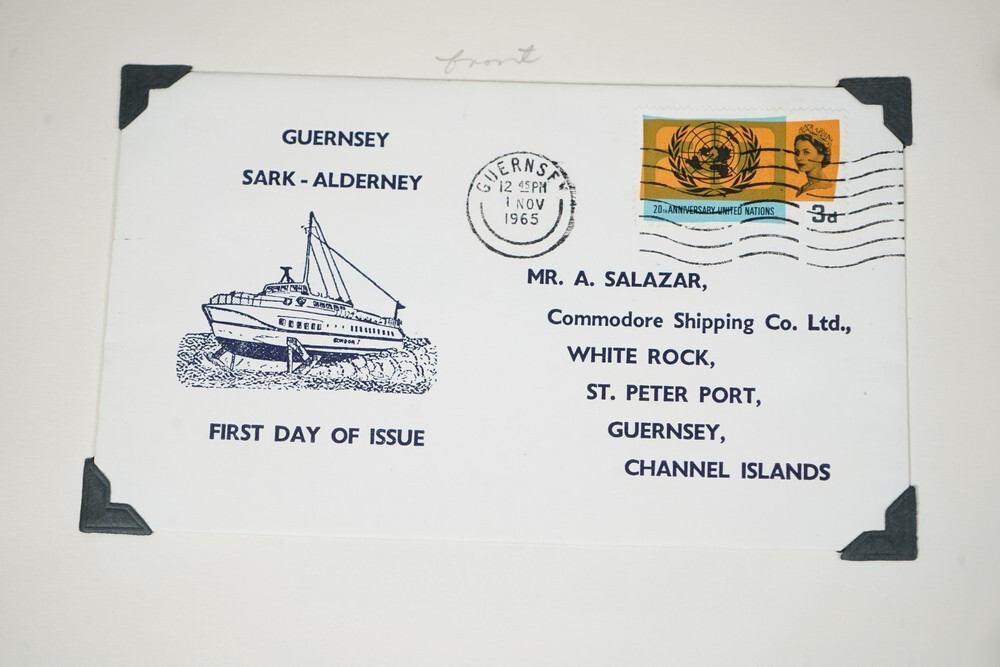 front
GUERNSEY
SARK - ALDERNEY
FIRST DAY OF ISSUE
GUERNSEY
12 45 PM
1 NOV
1965
20TH ANNIVERSARY UNITED NATIONS
3d
MR. A. SALAZAR,
Commodore Shipping Co. Ltd.,
WHITE ROCK,
ST. PETER PORT,
GUERNSEY,
CHANNEL ISLANDS